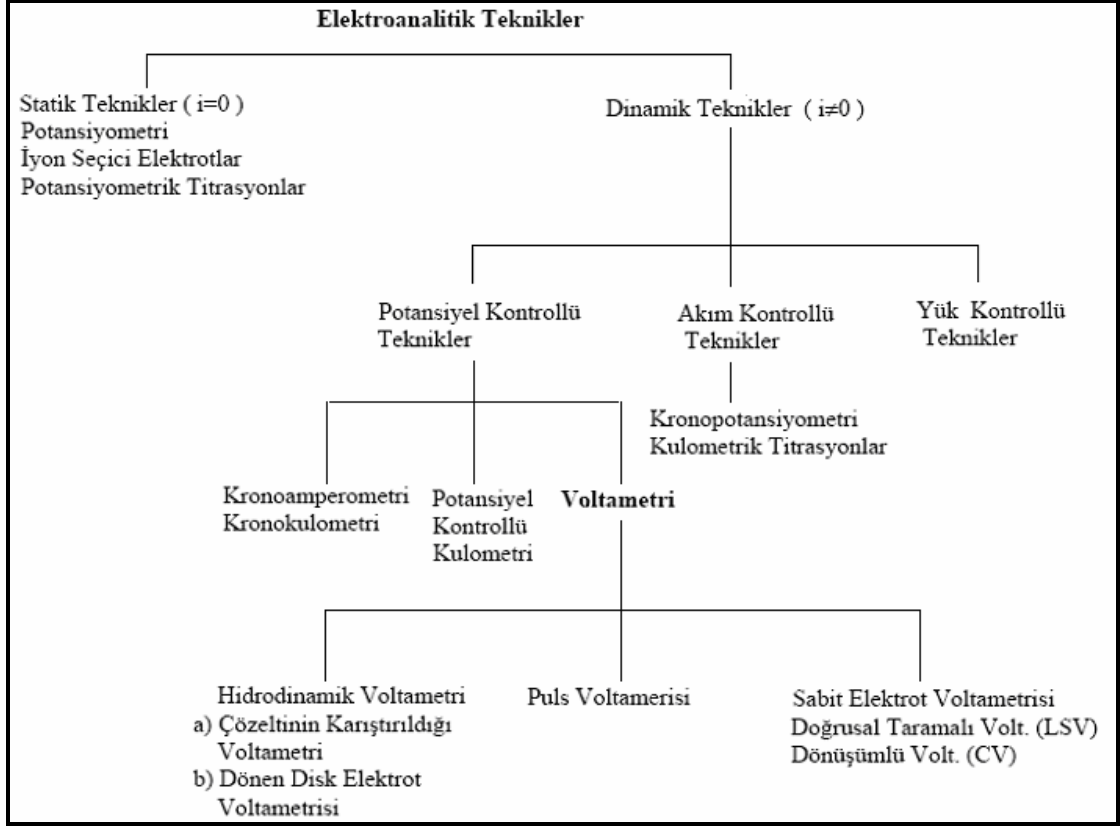 Elektroanalitik Teknikler
Statik Teknikler ( i=0 )
Potansiyometri
İyon Seçici Elektrotlar
Potansiyometrik Titrasyonlar
Dinamik Teknikler ( i≠0 )
Potansiyel Kontrollü
Teknikler
Akım Kontrollü
Teknikler
Yük Kontrollü
Teknikler
Kronopotansiyometri
Kulometrik Titrasyonlar
Kronoamperometri
Kronokulometri
Potansiyel
Kontrollü
Kulometri
Voltametri
Hidrodinamik Voltametri
a) Çözeltinin Karıştırıldığı
Voltametri
b) Dönen Disk Elektrot
Voltametrisi
Puls Voltamerisi
Sabit Elektrot Voltametrisi
Doğrusal Taramalı Volt. (LSV)
Dönüşümlü Volt. (CV)